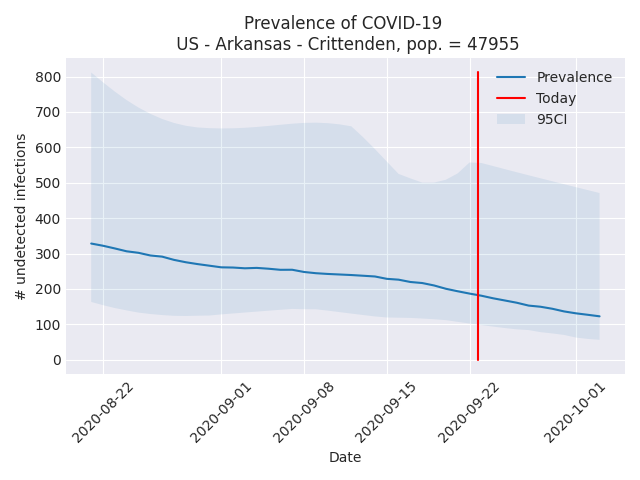 Prevalence of COVID-19
US - Arkansas - Crittenden, pop. = 47955
# undetected infections
800
700
600
500
400
300
200
100
0
Prevalence
Today
95CI
2020-08-22
2020-09-01
2020-09-08
2020-09-15
2020-09-22
2020-10-01
Date